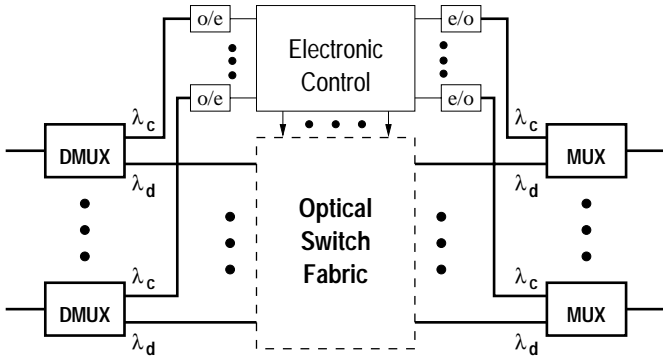 o/e
Electronic
Control
e/o
o/e
e/o
λc
λc
DMUX
MUX
λd
λd
Optical
Switch
Fabric
λc
λc
DMUX
MUX
λd
λd